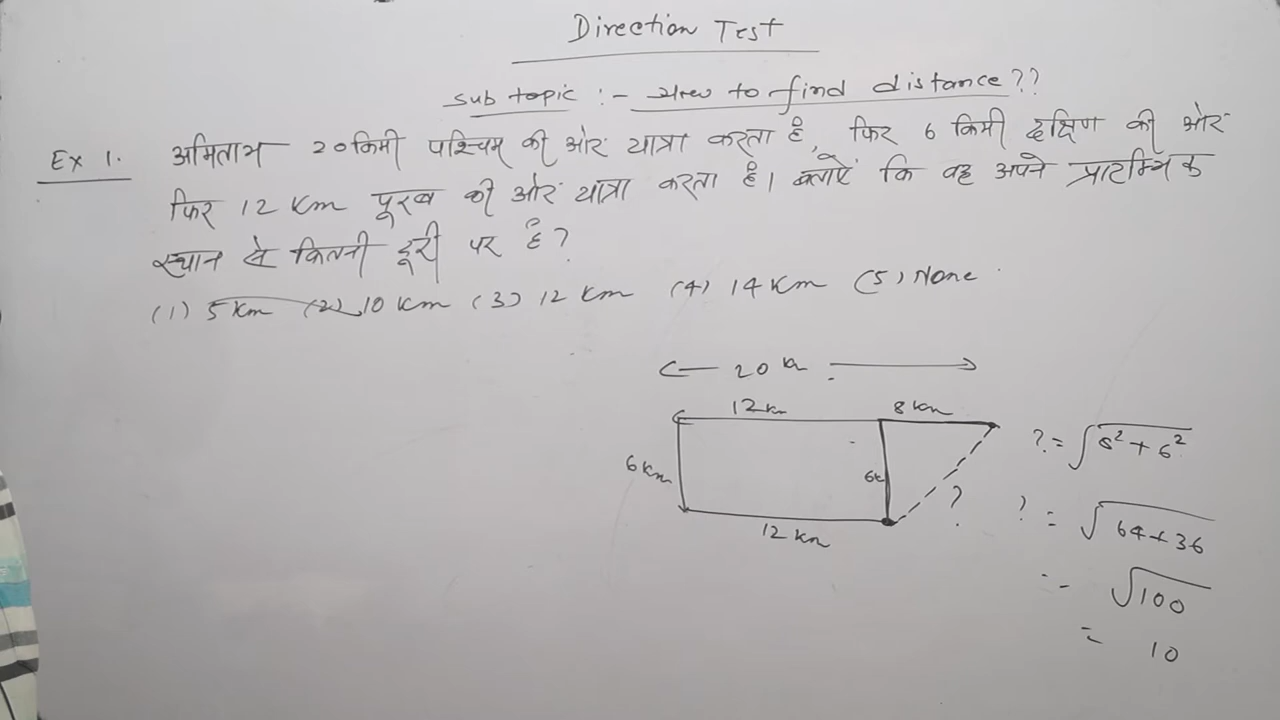 Direction Test
Sub topic :- How to find distance ??
Ex 1. अमिताभ 20 किमी पश्चिम की ओर यात्रा करता है, फिर 6 किमी दक्षिण की ओर
फिर 12 Km पूरब की ओर यात्रा करता है। बताएं कि वह अपने प्रारम्भिक
स्थान से कितनी दूरी पर है?
(1) 5 Km (2) 10 Km (3) 12 Km (4) 14 Km (5) None
20 Km
12 Km 8 Km
6 Km 6k ?
12 Km
? = √8² + 6²
? = √64+36
= √100
= 10